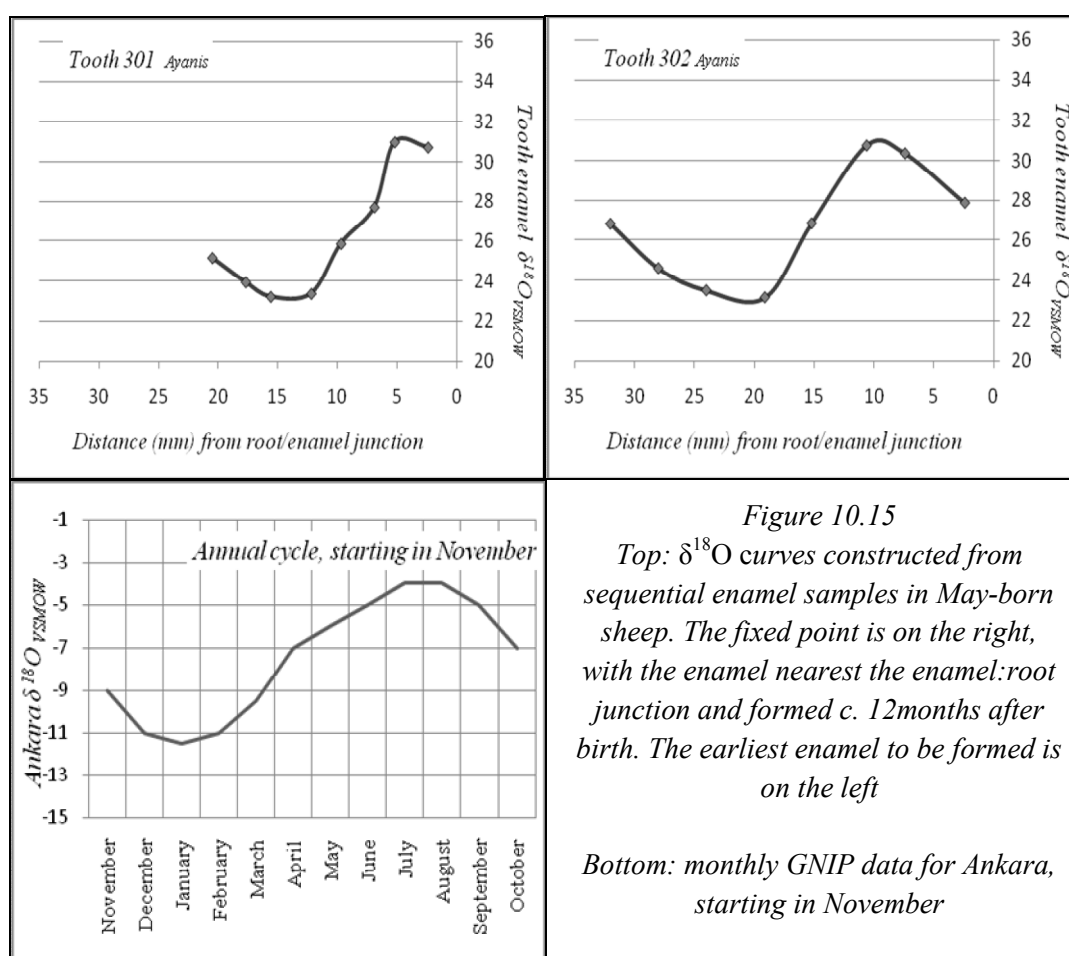 Tooth 301 Ayanis
36
34
32
30
28
26
24
22
20
Tooth enamel δ¹⁸O VSMOW
35 30 25 20 15 10 5 0
Distance (mm) from root/enamel junction
Tooth 302 Ayanis
36
34
32
30
28
26
24
22
20
Tooth enamel δ¹⁸O VSMOW
35 30 25 20 15 10 5 0
Distance (mm) from root/enamel junction
Annual cycle, starting in November
-1
-3
-5
-7
-9
-11
-13
-15
Ankara δ ¹⁸O VSMOW
November
December
January
February
March
April
May
June
July
August
September
October
Figure 10.15
Top: δ¹⁸O curves constructed from
sequential enamel samples in May-born
sheep. The fixed point is on the right,
with the enamel nearest the enamel:root
junction and formed c. 12months after
birth. The earliest enamel to be formed is
on the left
Bottom: monthly GNIP data for Ankara,
starting in November